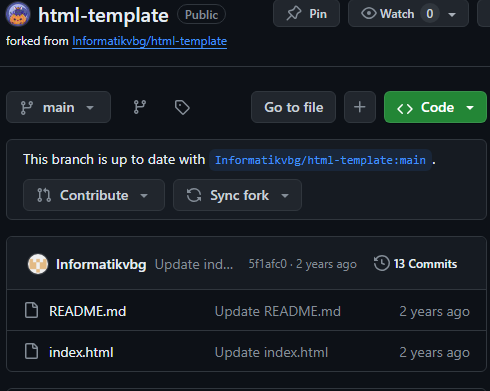 html-template Public Pin Watch 0
forked from Informatikvbg/html-template
main Go to file Code
This branch is up to date with Informatikvbg/html-template:main.
Contribute Sync fork
Informatikvbg Update ind... 5f1afc0 · 2 years ago 13 Commits
README.md Update README.md 2 years ago
index.html Update index.html 2 years ago